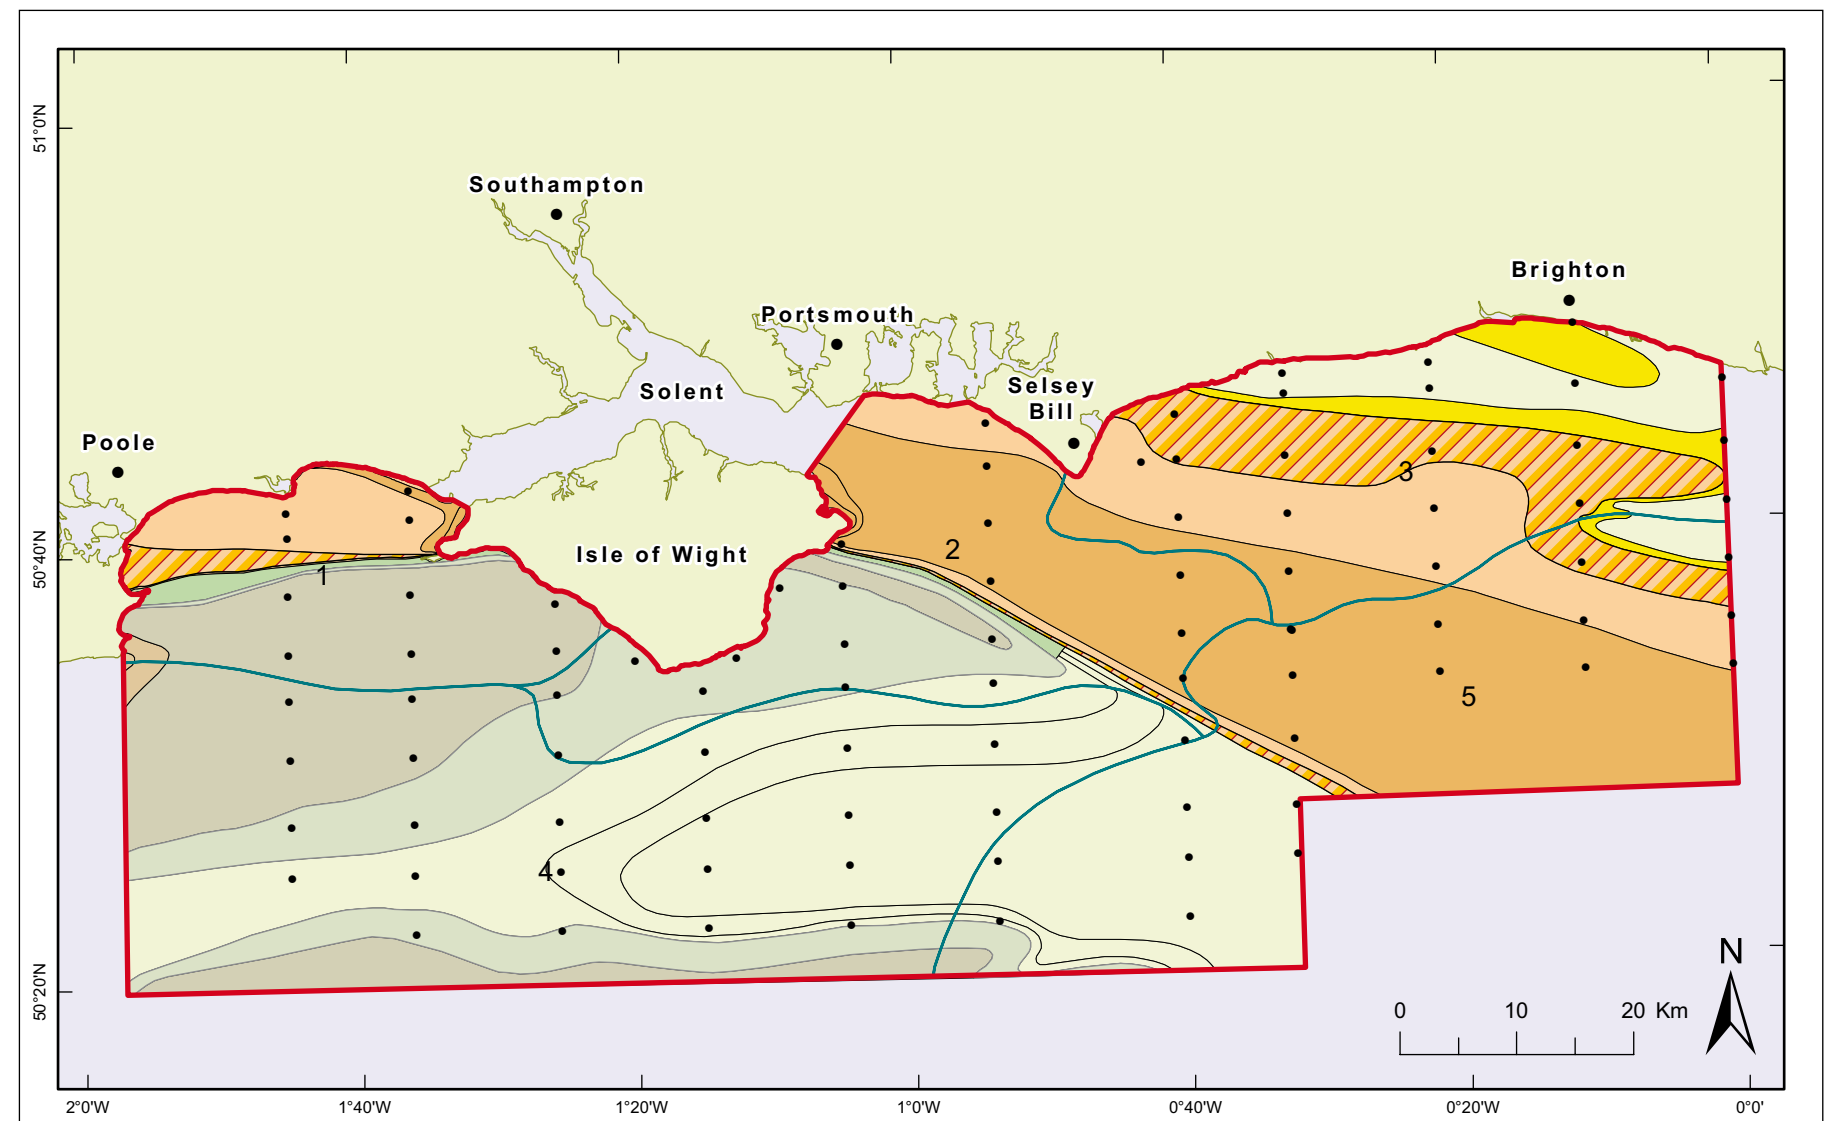 51°0'N
Southampton
Brighton
Portsmouth
Solent
Selsey
Bill
Poole
3
2
Isle of Wight
50°40'N
1
5
4
N
50°20'N
0 10 20 Km
2°0'W 1°40'W 1°20'W 1°0'W 0°40'W 0°20'W 0°0'